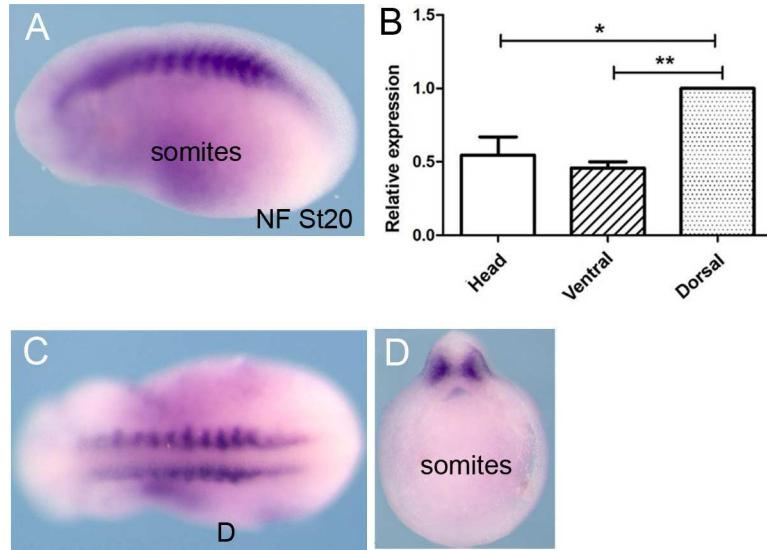 A
somites
NF St20
B
1.5
1.0
0.5
0.0
Relative expression
*
**
Head
Ventral
Dorsal
C
D
D
somites